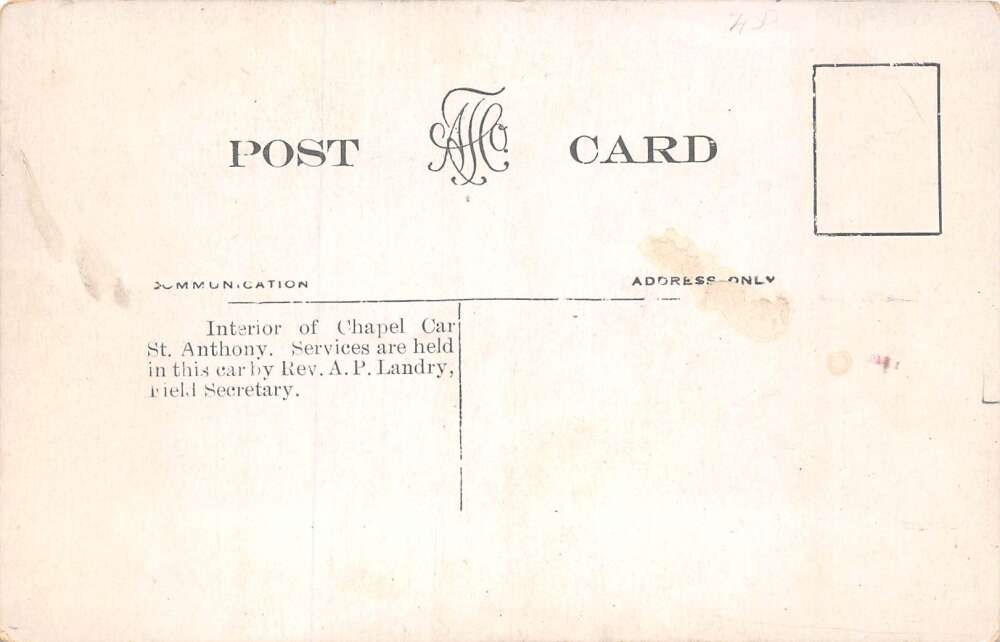 POST CARD
COMMUNICATION
ADDRESS ONLY
Interior of Chapel Car
St. Anthony. Services are held
in this car by Rev. A. P. Landry,
Field Secretary.